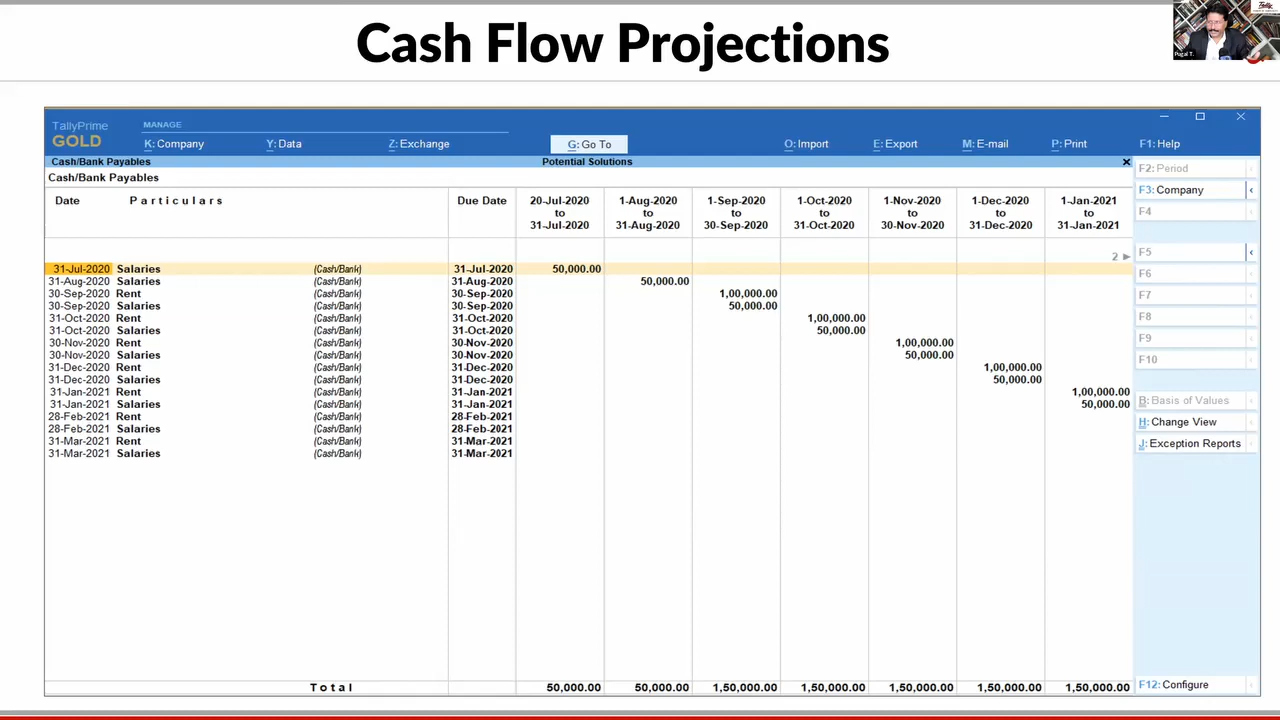 Cash Flow Projections
Pugal T.
TallyPrime
GOLD
MANAGE
K: Company Y: Data Z: Exchange G: Go To O: Import E: Export M: E-mail P: Print F1: Help
Cash/Bank Payables Potential Solutions
Cash/Bank Payables
Date Particulars Due Date 20-Jul-2020 1-Aug-2020 1-Sep-2020 1-Oct-2020 1-Nov-2020 1-Dec-2020 1-Jan-2021
to to to to to to to
31-Jul-2020 31-Aug-2020 30-Sep-2020 31-Oct-2020 30-Nov-2020 31-Dec-2020 31-Jan-2021
2
31-Jul-2020 Salaries (Cash/Bank) 31-Jul-2020 50,000.00
31-Aug-2020 Salaries (Cash/Bank) 31-Aug-2020 50,000.00
30-Sep-2020 Rent (Cash/Bank) 30-Sep-2020 1,00,000.00
30-Sep-2020 Salaries (Cash/Bank) 30-Sep-2020 50,000.00
31-Oct-2020 Rent (Cash/Bank) 31-Oct-2020 1,00,000.00
31-Oct-2020 Salaries (Cash/Bank) 31-Oct-2020 50,000.00
30-Nov-2020 Rent (Cash/Bank) 30-Nov-2020 1,00,000.00
30-Nov-2020 Salaries (Cash/Bank) 30-Nov-2020 50,000.00
31-Dec-2020 Rent (Cash/Bank) 31-Dec-2020 1,00,000.00
31-Dec-2020 Salaries (Cash/Bank) 31-Dec-2020 50,000.00
31-Jan-2021 Rent (Cash/Bank) 31-Jan-2021 1,00,000.00
31-Jan-2021 Salaries (Cash/Bank) 31-Jan-2021 50,000.00
28-Feb-2021 Rent (Cash/Bank) 28-Feb-2021
28-Feb-2021 Salaries (Cash/Bank) 28-Feb-2021
31-Mar-2021 Rent (Cash/Bank) 31-Mar-2021
31-Mar-2021 Salaries (Cash/Bank) 31-Mar-2021
Total 50,000.00 50,000.00 1,50,000.00 1,50,000.00 1,50,000.00 1,50,000.00 1,50,000.00
F2: Period
F3: Company
F4
F5
F6
F7
F8
F9
F10
B: Basis of Values
H: Change View
J: Exception Reports
F12: Configure